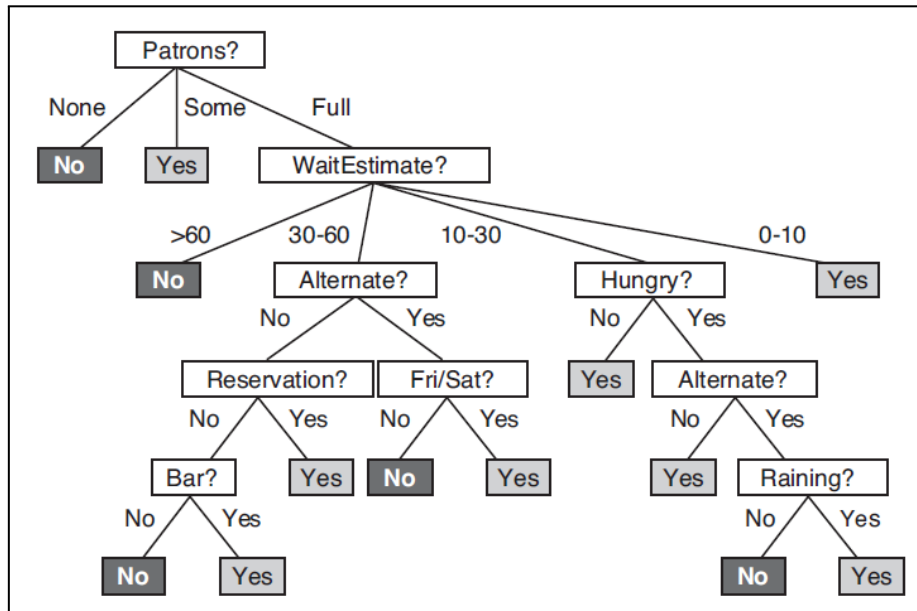 Patrons?
None Some Full
No Yes WaitEstimate?
>60 30-60 10-30 0-10
No Alternate? Hungry? Yes
No Yes No Yes
Reservation? Fri/Sat? Yes Alternate?
No Yes No Yes No Yes
Bar? Yes No Yes Yes Raining?
No Yes No Yes
No Yes No Yes